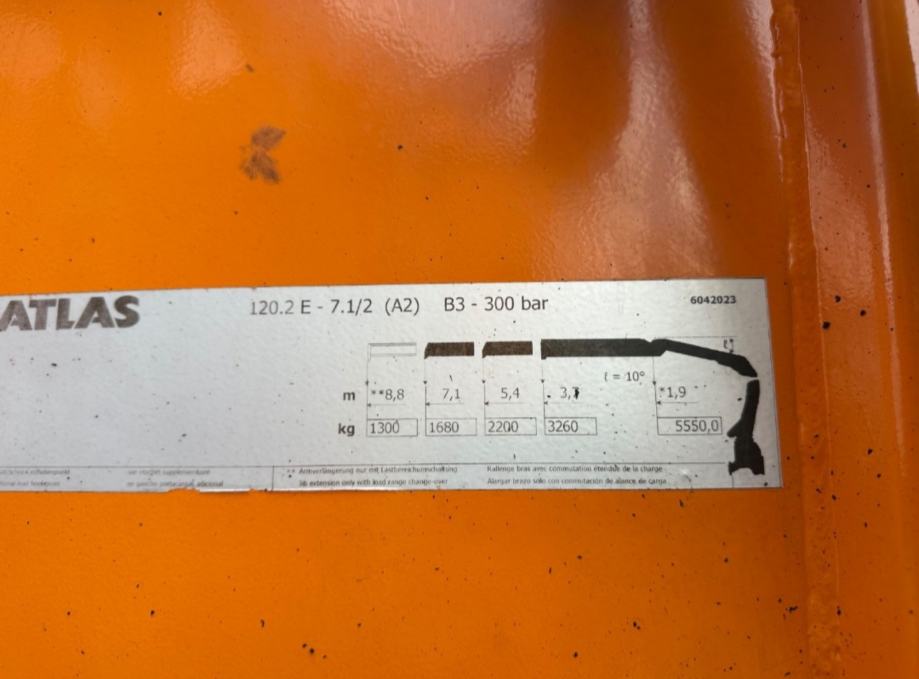 ATLAS 120.2 E - 7.1/2 (A2) B3 - 300 bar 6042023
ℓ = 10°
m **8,8 7,1 5,4 3,7 *1,9
kg 1300 1680 2200 3260 5550,0
** Armverlängerung nur mit Lastbereichumschaltung Rallonge bras avec commutation étendue de la charge
Jib extension only with load range change-over Alargar brazo solo con conmutación de alcance de carga